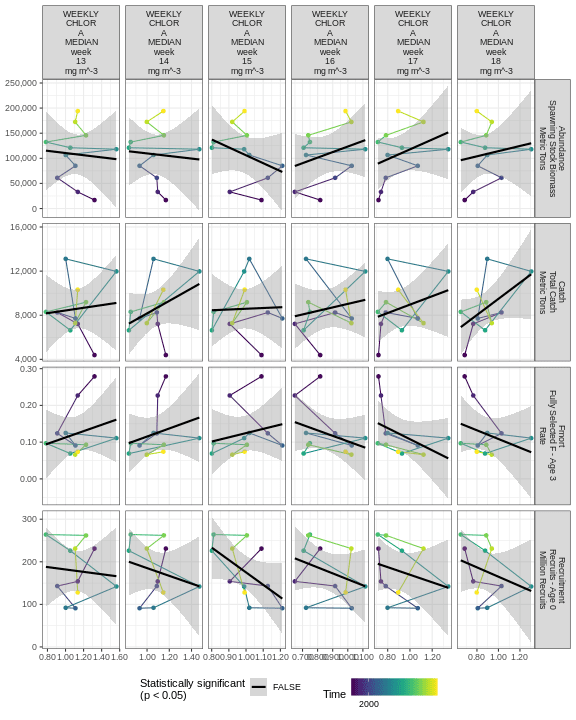 WEEKLY
CHLOR
A
MEDIAN
week
13
mg m^-3
WEEKLY
CHLOR
A
MEDIAN
week
14
mg m^-3
WEEKLY
CHLOR
A
MEDIAN
week
15
mg m^-3
WEEKLY
CHLOR
A
MEDIAN
week
16
mg m^-3
WEEKLY
CHLOR
A
MEDIAN
week
17
mg m^-3
WEEKLY
CHLOR
A
MEDIAN
week
18
mg m^-3
250,000
200,000
150,000
100,000
50,000
0
Abundance
Spawning Stock Biomass
Metric Tons
16,000
12,000
8,000
4,000
Catch
Total Catch
Metric Tons
0.30
0.20
0.10
0.00
Fmort
Fully Selected F - Age 3
Rate
300
200
100
0
Recruitment
Recruits - Age 0
Million Recruits
0.80 1.00 1.20 1.40 1.60
1.00 1.20 1.40
0.80 0.90 1.00 1.10 1.20
0.70 0.80 0.90 1.00 1.10
0.80 1.00 1.20
0.80 1.00 1.20
Statistically significant
(p < 0.05)
FALSE
Time
2000